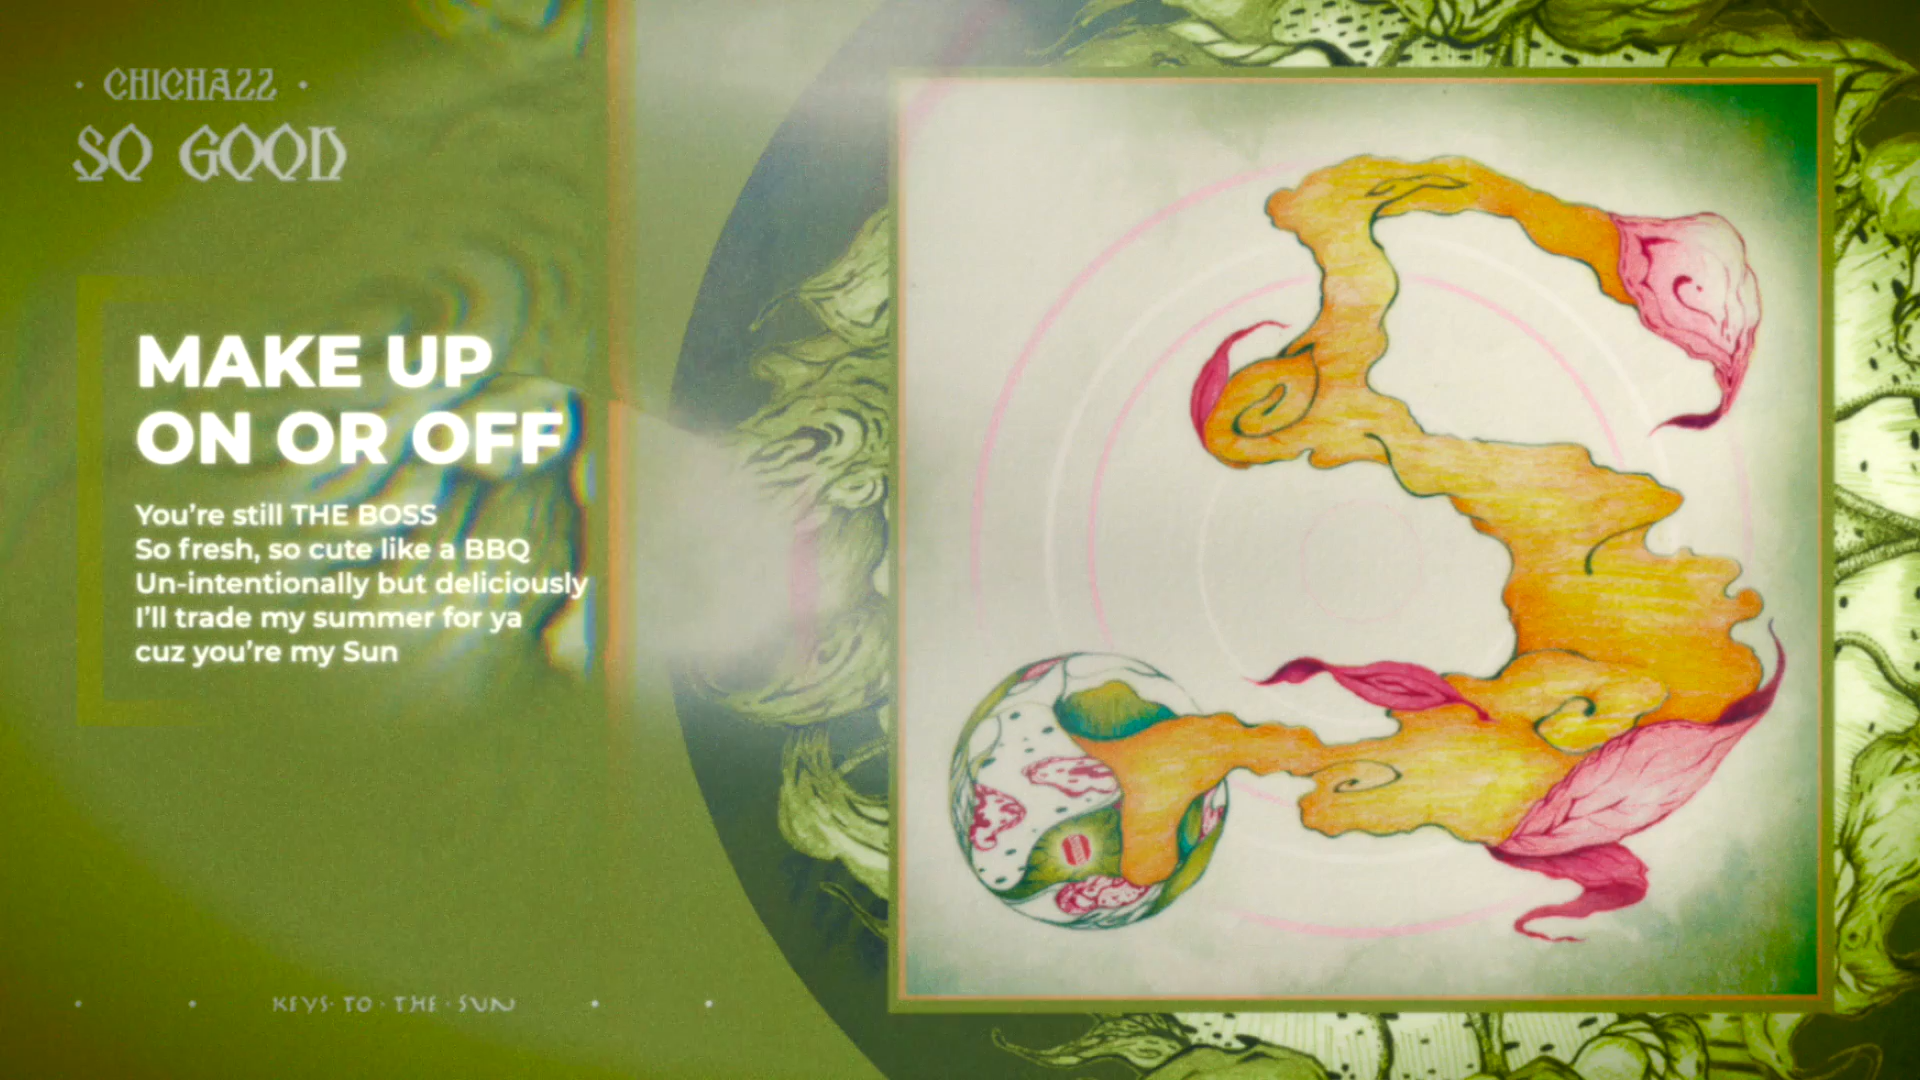 · CHICHAZZ ·
SO GOOD
MAKE UP
ON OR OFF
You're still THE BOSS
So fresh, so cute like a BBQ
Un-intentionally but deliciously
I'll trade my summer for ya
cuz you're my Sun
KEYS · TO · THE · SUN